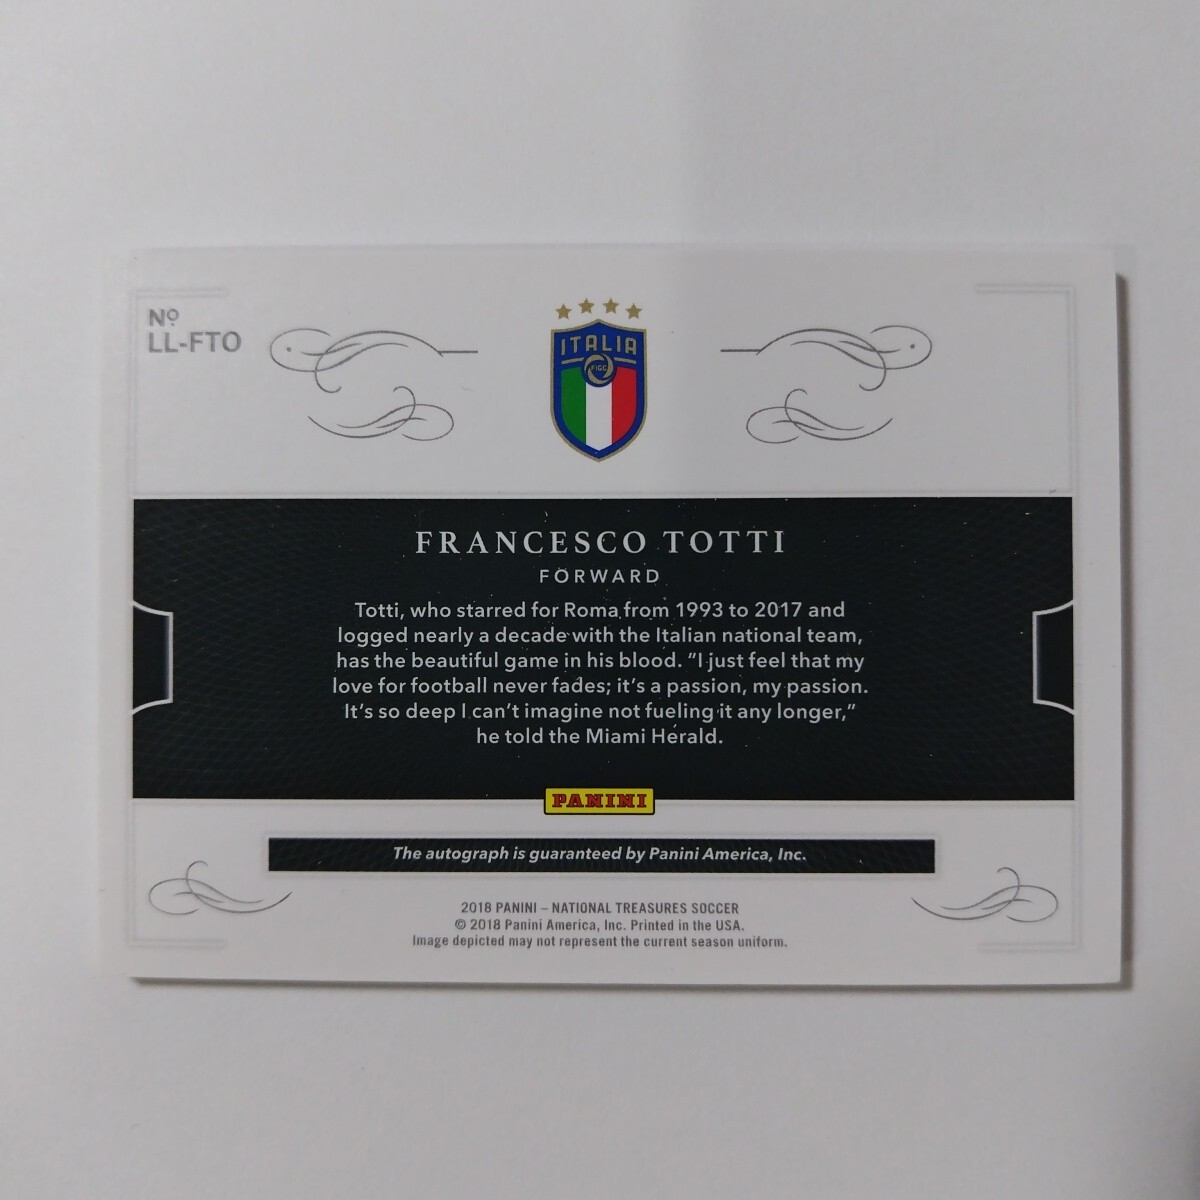 Nº
LL-FTO
ITALIA
FIGC
FRANCESCO TOTTI
FORWARD
Totti, who starred for Roma from 1993 to 2017 and
logged nearly a decade with the Italian national team,
has the beautiful game in his blood. “I just feel that my
love for football never fades; it’s a passion, my passion.
It’s so deep I can’t imagine not fueling it any longer,”
he told the Miami Herald.
PANINI
The autograph is guaranteed by Panini America, Inc.
2018 PANINI – NATIONAL TREASURES SOCCER
© 2018 Panini America, Inc. Printed in the USA.
Image depicted may not represent the current season uniform.